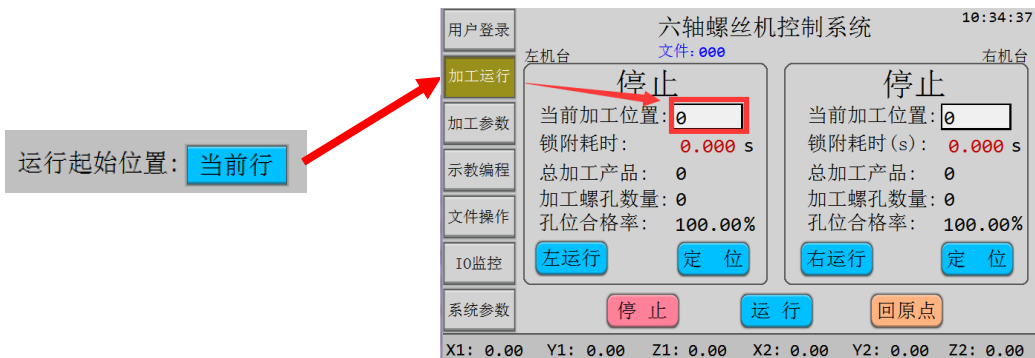 运行起始位置: 当前行
用户登录
加工运行
加工参数
示教编程
文件操作
IO监控
系统参数
六轴螺丝机控制系统
10:34:37
文件:000
左机台
停止
当前加工位置: 0
锁附耗时: 0.000 s
总加工产品: 0
加工螺孔数量: 0
孔位合格率: 100.00%
左运行 定 位
右机台
停止
当前加工位置: 0
锁附耗时(s): 0.000 s
总加工产品: 0
加工螺孔数量: 0
孔位合格率: 100.00%
右运行 定 位
停 止 运 行 回原点
X1: 0.00 Y1: 0.00 Z1: 0.00 X2: 0.00 Y2: 0.00 Z2: 0.00